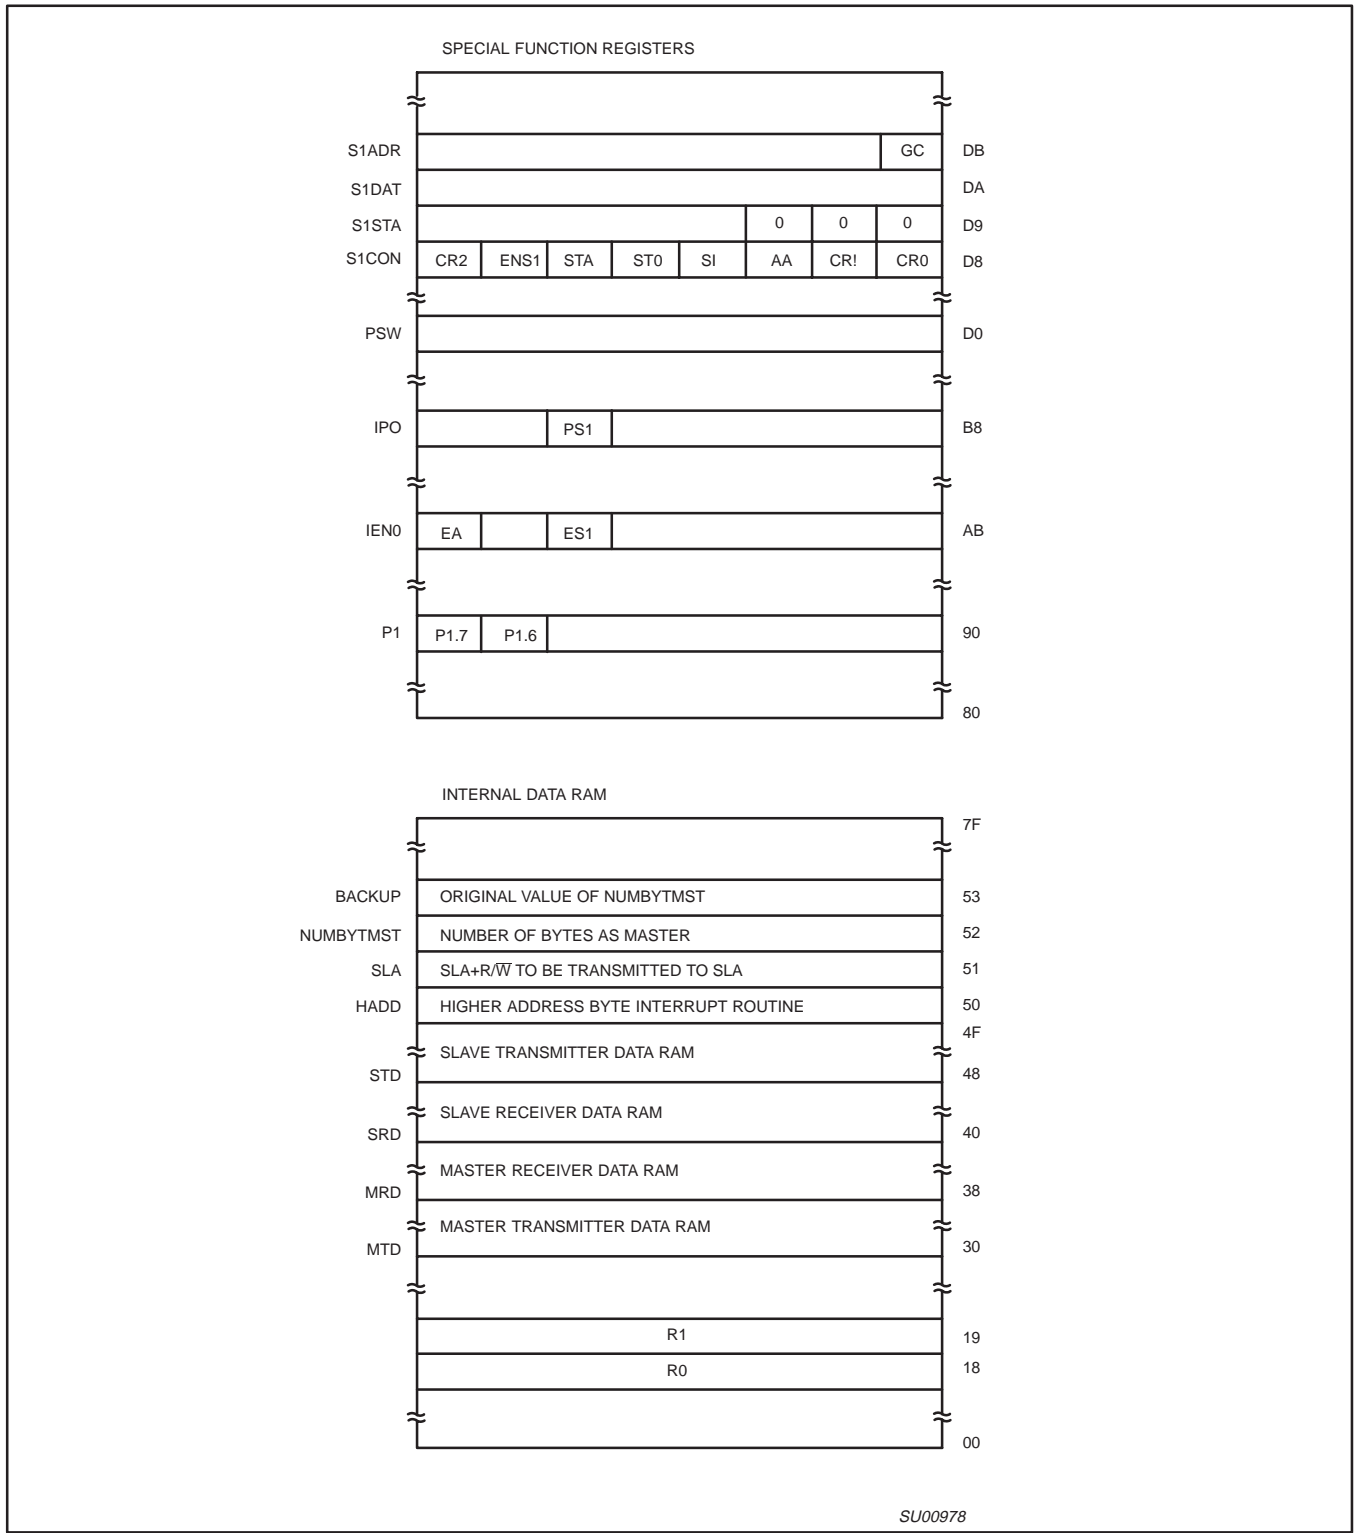 SPECIAL FUNCTION REGISTERS
S1ADR GC DB
S1DAT DA
S1STA 0 0 0 D9
S1CON CR2 ENS1 STA ST0 SI AA CR! CR0 D8
PSW D0
IPO PS1 B8
IEN0 EA ES1 AB
P1 P1.7 P1.6 90
80
INTERNAL DATA RAM
7F
BACKUP ORIGINAL VALUE OF NUMBYTMST 53
NUMBYTMST NUMBER OF BYTES AS MASTER 52
SLA SLA+R/W̅ TO BE TRANSMITTED TO SLA 51
HADD HIGHER ADDRESS BYTE INTERRUPT ROUTINE 50
4F
SLAVE TRANSMITTER DATA RAM
STD 48
SLAVE RECEIVER DATA RAM
SRD 40
MASTER RECEIVER DATA RAM
MRD 38
MASTER TRANSMITTER DATA RAM
MTD 30
R1 19
R0 18
00
SU00978